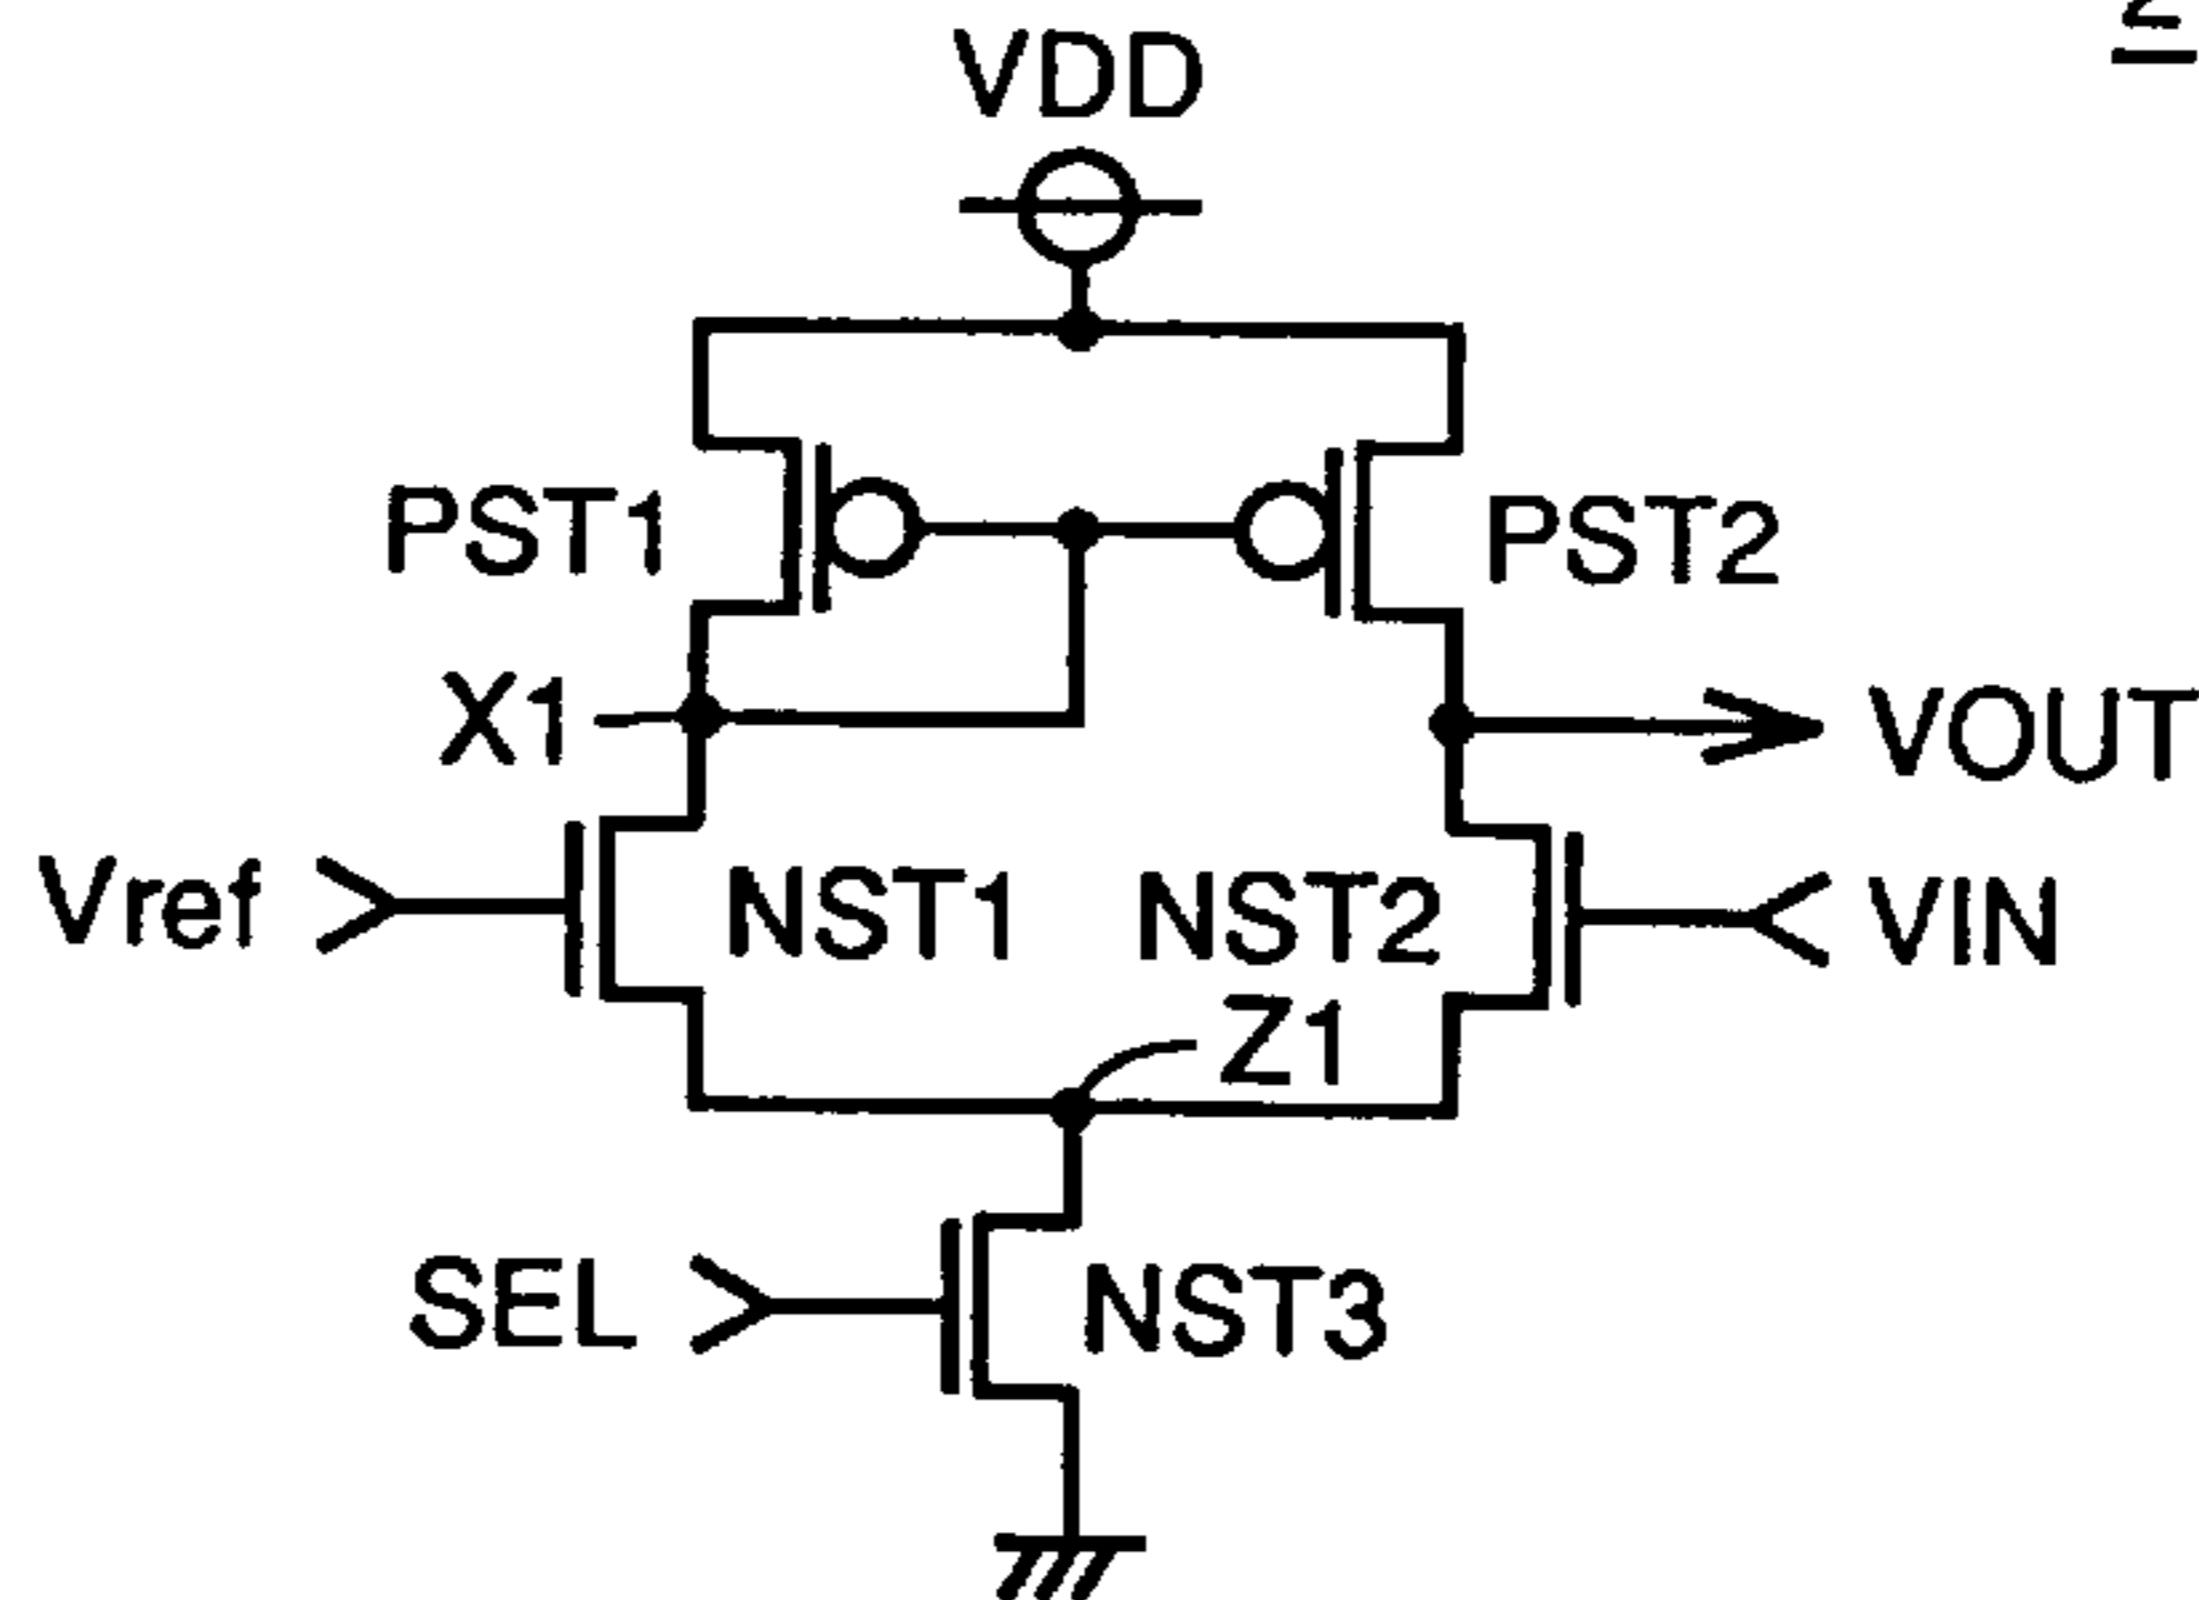 VDD
PST1
PST2
X1
VOUT
Vref
NST1
NST2
VIN
Z1
SEL
NST3